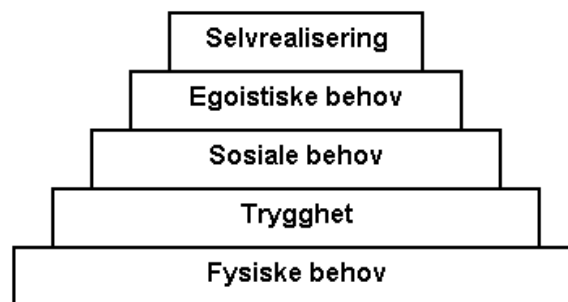 Selvrealisering
Egoistiske behov
Sosiale behov
Trygghet
Fysiske behov